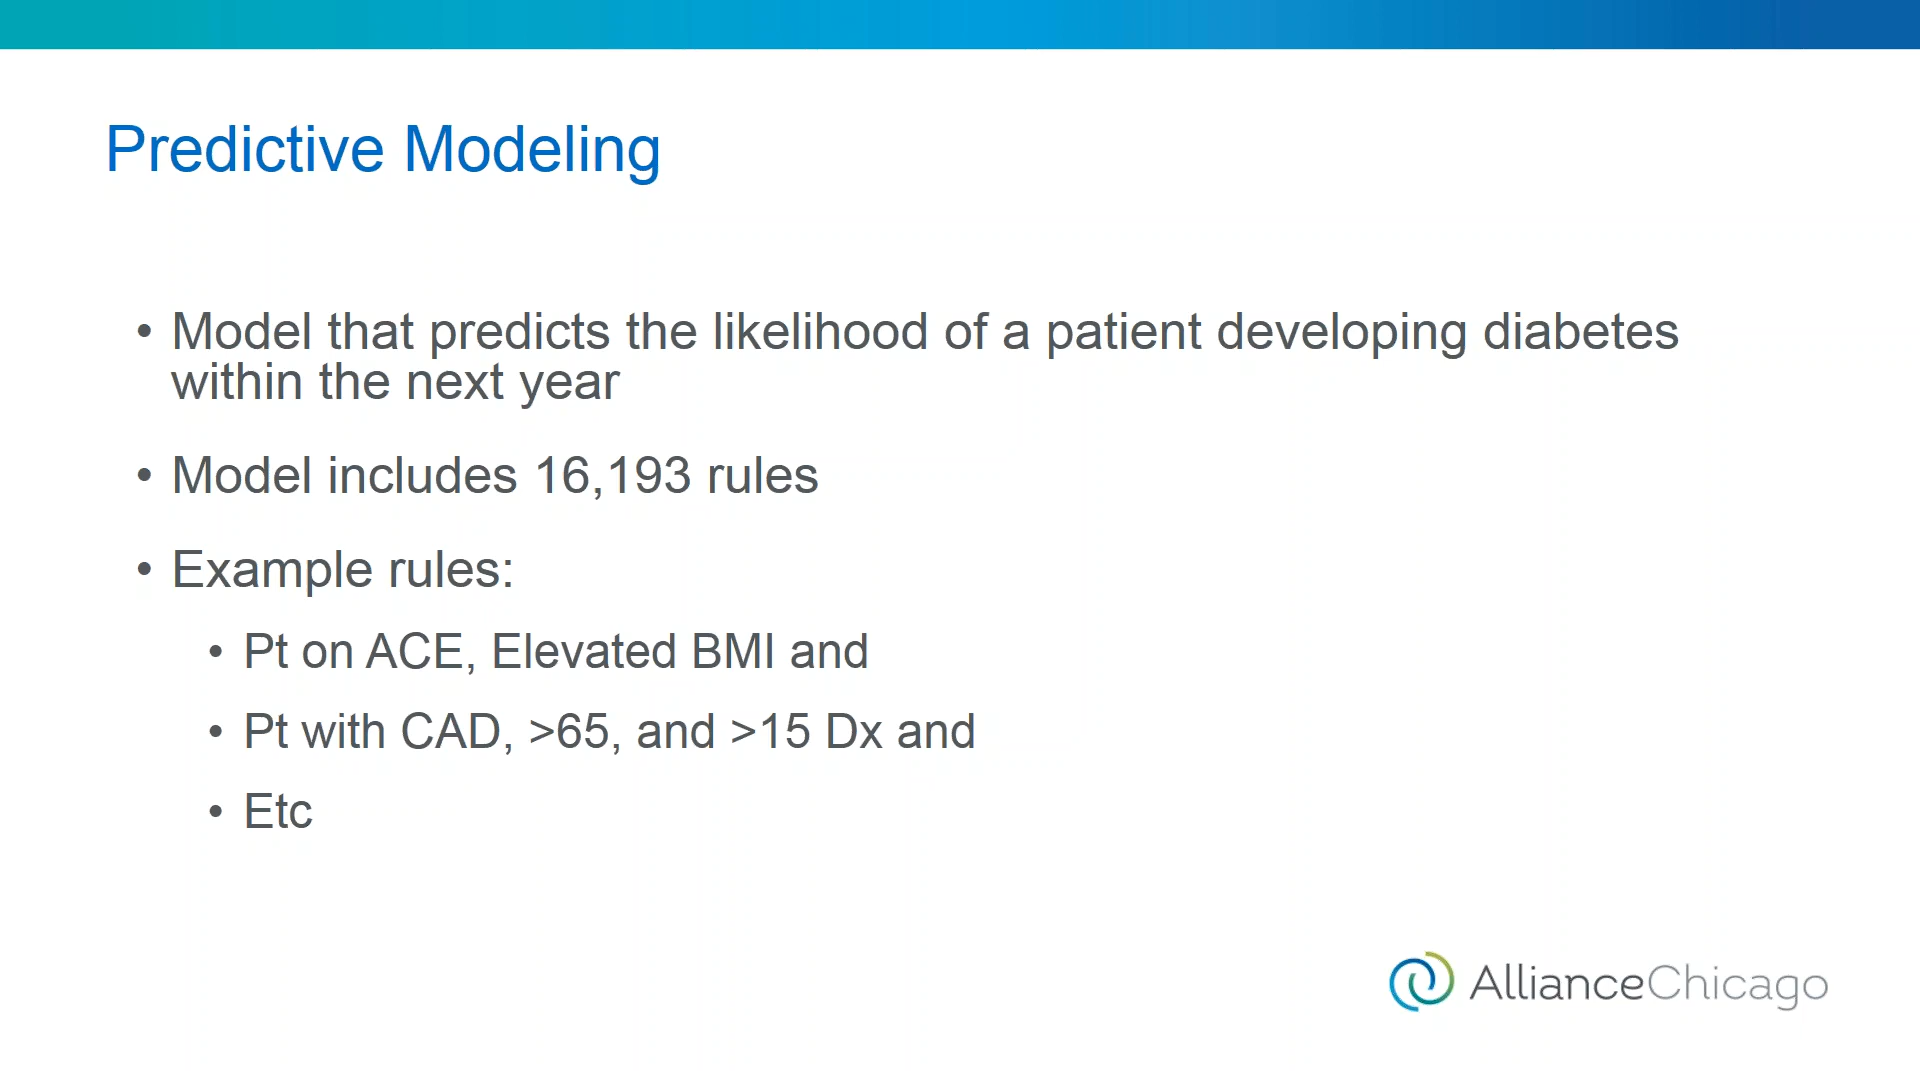 Predictive Modeling
• Model that predicts the likelihood of a patient developing diabetes
within the next year
• Model includes 16,193 rules
• Example rules:
• Pt on ACE, Elevated BMI and
• Pt with CAD, >65, and >15 Dx and
• Etc
AllianceChicago